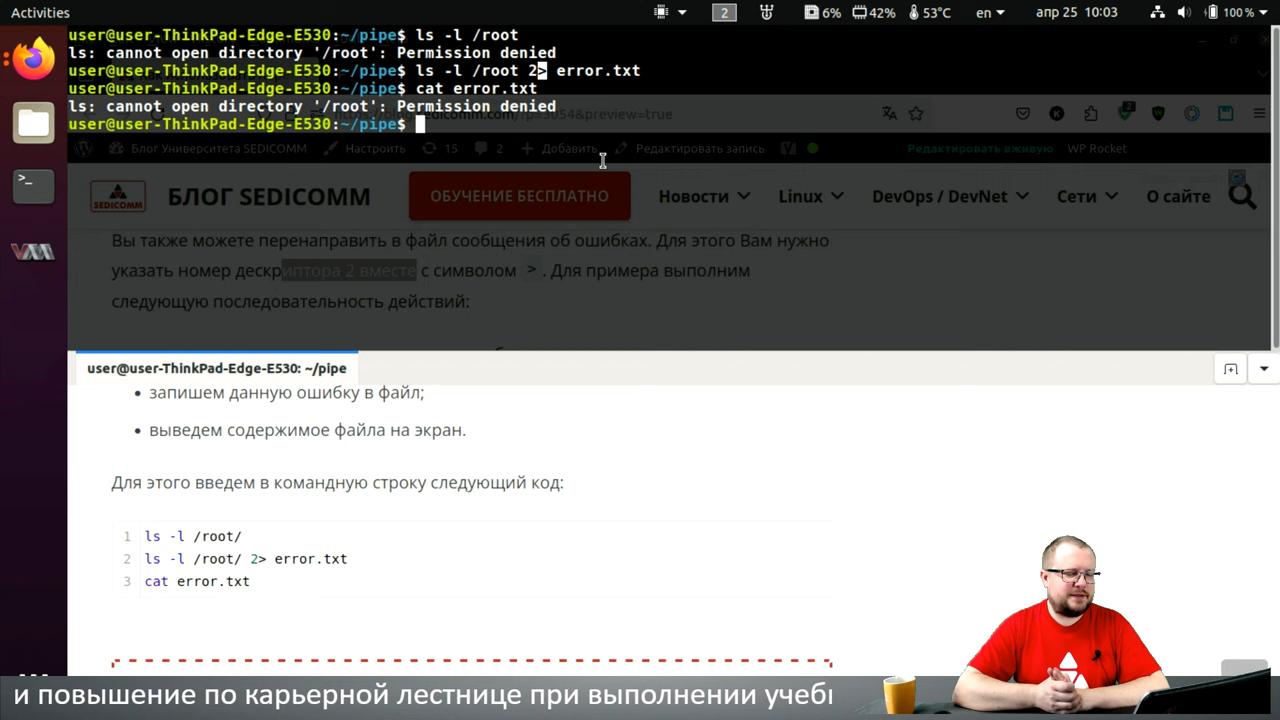 Activities
2
6%
42%
53°C
en
апр 25 10:03
100 %
user@user-ThinkPad-Edge-E530:~/pipe$ ls -l /root
ls: cannot open directory '/root': Permission denied
user@user-ThinkPad-Edge-E530:~/pipe$ ls -l /root 2> error.txt
user@user-ThinkPad-Edge-E530:~/pipe$ cat error.txt
ls: cannot open directory '/root': Permission denied
user@user-ThinkPad-Edge-E530:~/pipe$
sedicomm.com/?p=3054&preview=true
Блог Университета SEDICOMM
Настроить
15
2
Добавить
Редактировать запись
Редактировать вживую
WP Rocket
SEDICOMM
БЛОГ SEDICOMM
ОБУЧЕНИЕ БЕСПЛАТНО
Новости
Linux
DevOps / DevNet
Сети
О сайте
Вы также можете перенаправить в файл сообщения об ошибках. Для этого Вам нужно
указать номер дескриптора 2 вместе с символом > . Для примера выполним
следующую последовательность действий:
user@user-ThinkPad-Edge-E530: ~/pipe
• запишем данную ошибку в файл;
• выведем содержимое файла на экран.
Для этого введем в командную строку следующий код:
1 ls -l /root/
2 ls -l /root/ 2> error.txt
3 cat error.txt
и повышение по карьерной лестнице при выполнении учеб